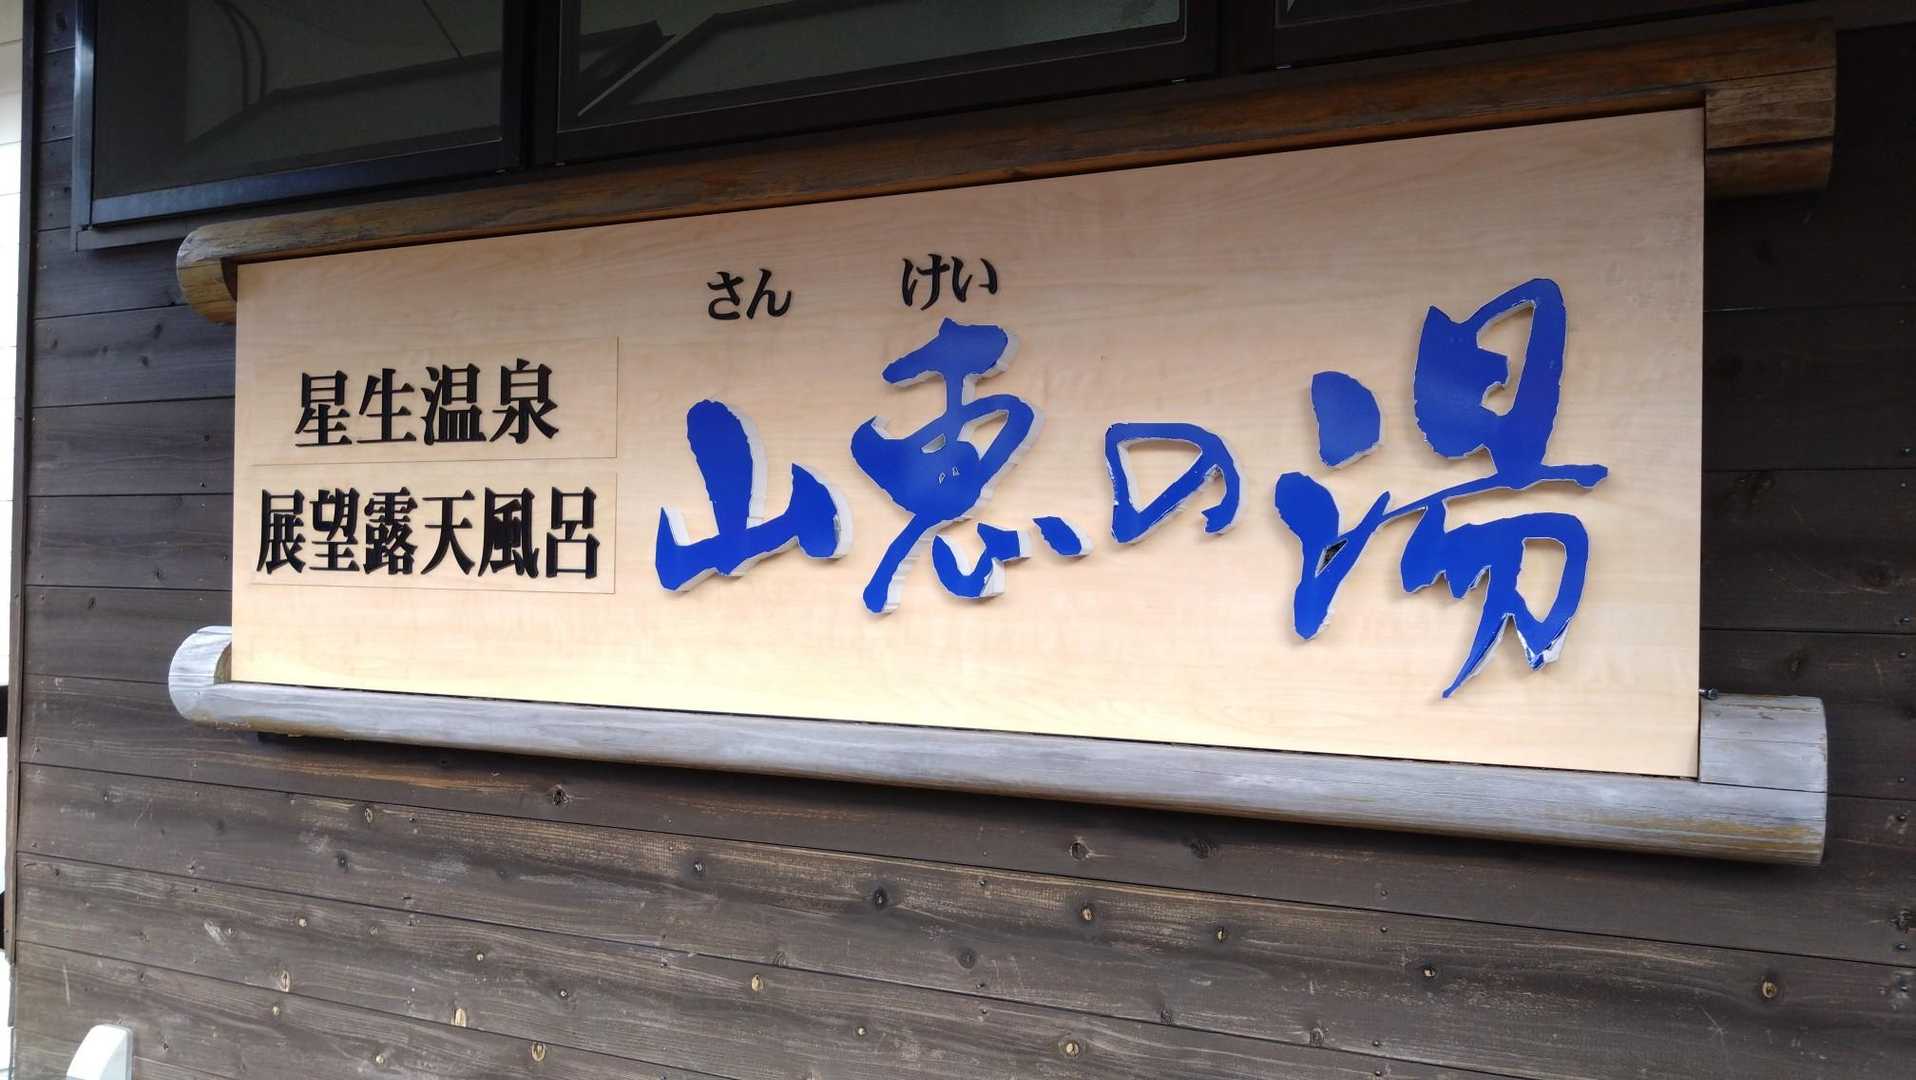 星生温泉
展望露天風呂
さんけい
山恵の湯